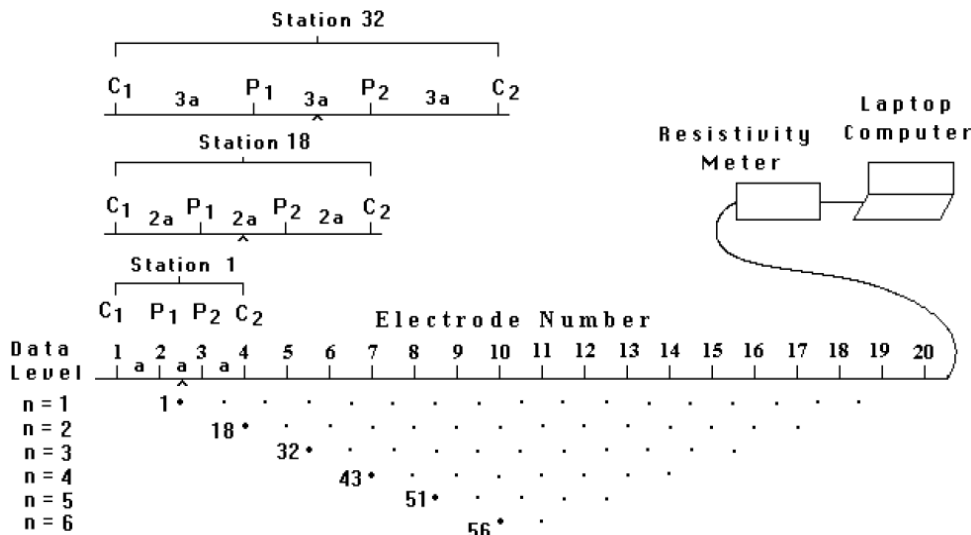 Station 32
C1 P1 P2 C2
3a 3a 3a
Station 18
C1 P1 P2 C2
2a 2a 2a
Station 1
C1 P1 P2 C2
Resistivity
Meter
Laptop
Computer
Electrode Number
Data
Level
1 2 3 4 5 6 7 8 9 10 11 12 13 14 15 16 17 18 19 20
a a a
n = 1 1
n = 2 18
n = 3 32
n = 4 43
n = 5 51
n = 6 56